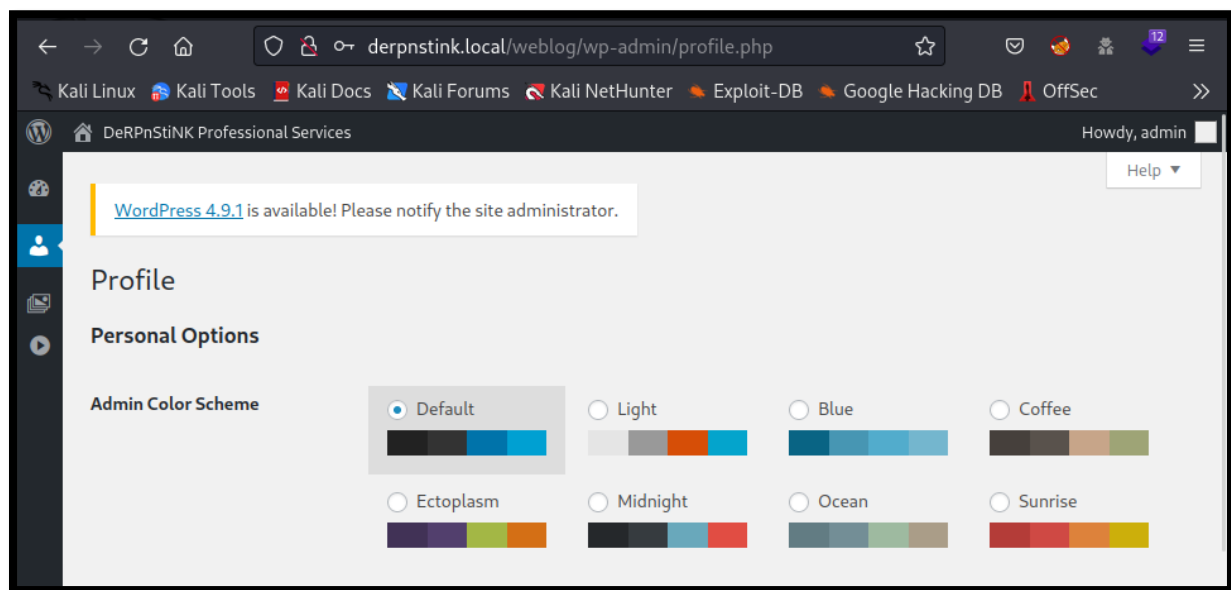 derpnstink.local/weblog/wp-admin/profile.php
12
Kali Linux Kali Tools Kali Docs Kali Forums Kali NetHunter Exploit-DB Google Hacking DB OffSec
DeRPnStiNK Professional Services Howdy, admin
Help
WordPress 4.9.1 is available! Please notify the site administrator.
Profile
Personal Options
Admin Color Scheme Default Light Blue Coffee
Ectoplasm Midnight Ocean Sunrise